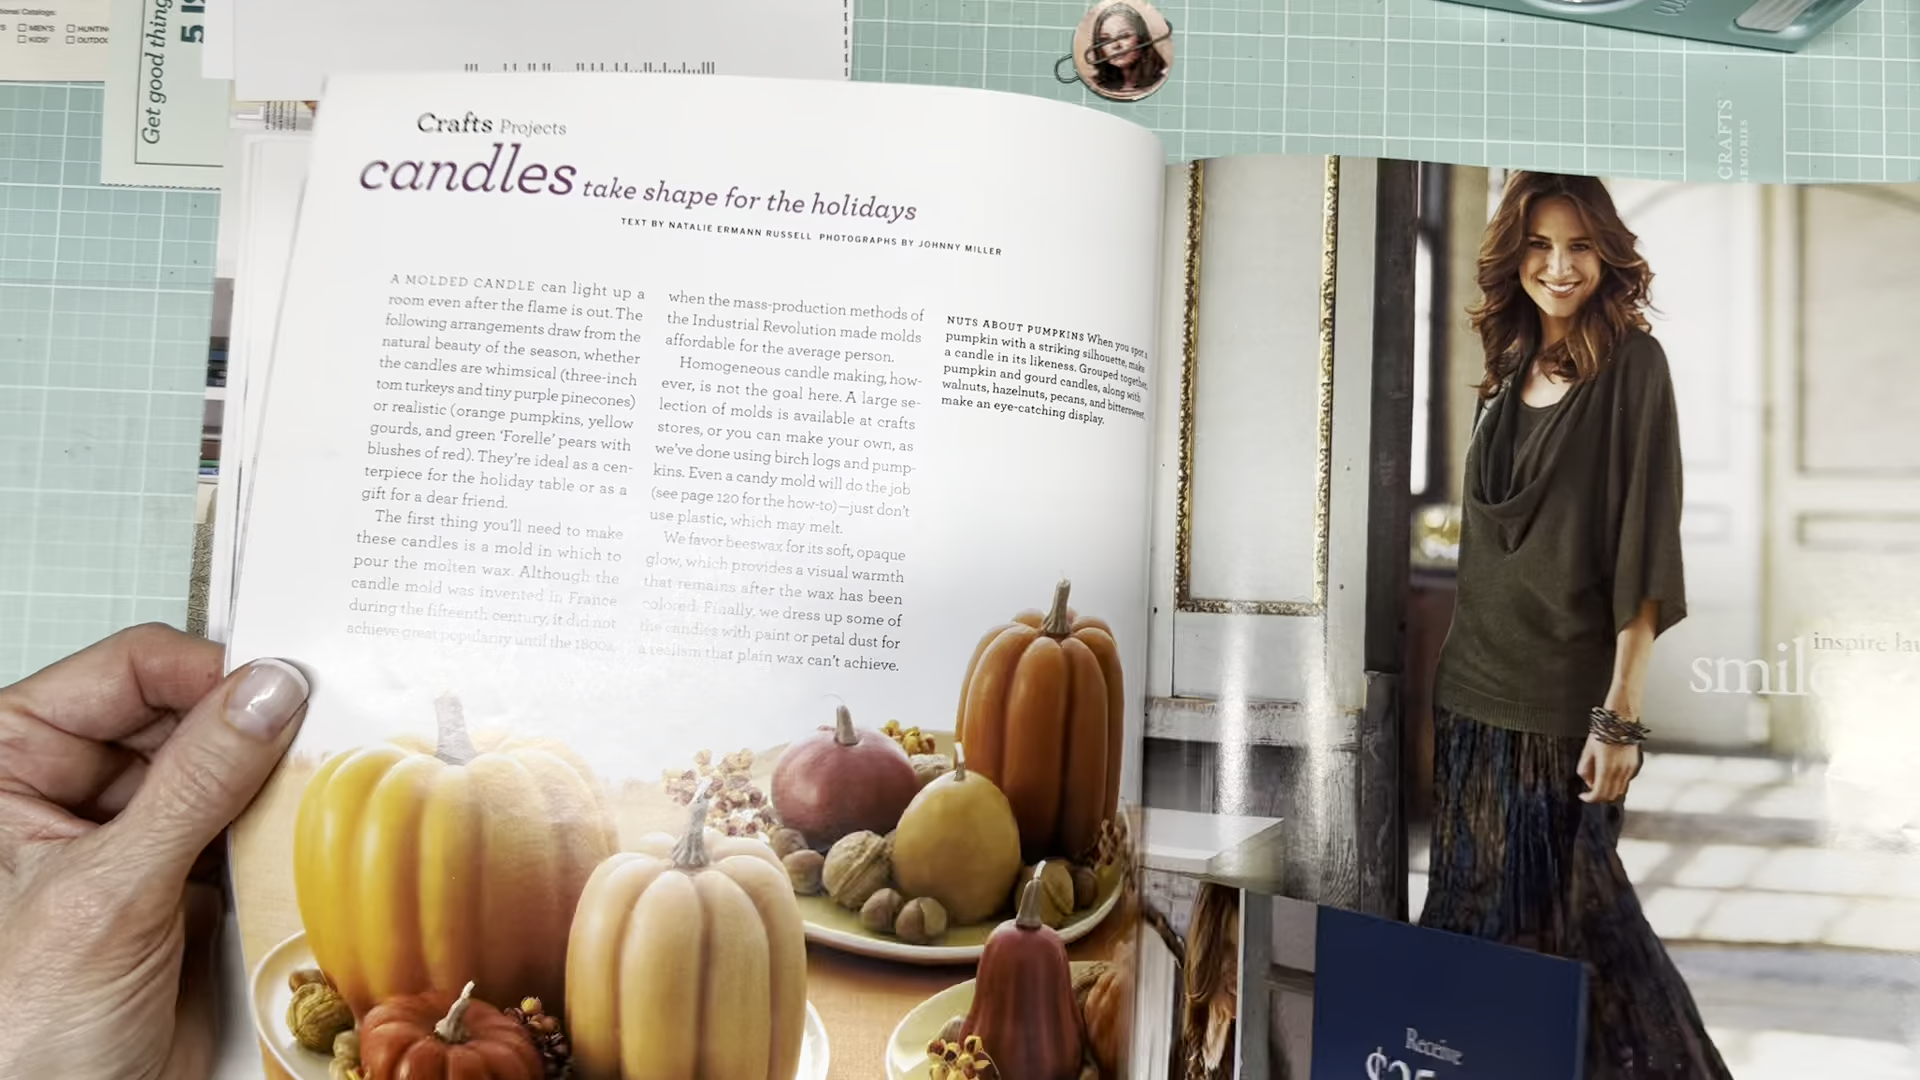 ional Catalogs:
MEN'S
HUNTIN
KIDS'
OUTDO
Get good thing
Crafts Projects
candles take shape for the holidays
TEXT BY NATALIE ERMANN RUSSELL PHOTOGRAPHS BY JOHNNY MILLER
A MOLDED CANDLE can light up a
room even after the flame is out. The
following arrangements draw from the
natural beauty of the season, whether
the candles are whimsical (three-inch
tom turkeys and tiny purple pinecones)
or realistic (orange pumpkins, yellow
gourds, and green 'Forelle' pears with
blushes of red). They're ideal as a cen-
terpiece for the holiday table or as a
gift for a dear friend.
The first thing you'll need to make
these candles is a mold in which to
pour the molten wax. Although the
candle mold was invented in France
during the fifteenth century, it did not
achieve great popularity until the 1800s,
when the mass-production methods of
the Industrial Revolution made molds
affordable for the average person.
Homogeneous candle making, how-
ever, is not the goal here. A large se-
lection of molds is available at crafts
stores, or you can make your own, as
we've done using birch logs and pump-
kins. Even a candy mold will do the job
(see page 120 for the how-to)—just don't
use plastic, which may melt.
We favor beeswax for its soft, opaque
glow, which provides a visual warmth
that remains after the wax has been
colored. Finally, we dress up some of
the candles with paint or petal dust for
a realism that plain wax can't achieve.
NUTS ABOUT PUMPKINS When you spot a
pumpkin with a striking silhouette, make
a candle in its likeness. Grouped together,
pumpkin and gourd candles, along with
walnuts, hazelnuts, pecans, and bittersweet,
make an eye-catching display.
CRAFTS
EMORIES
inspire lau
smile
Receive
$25